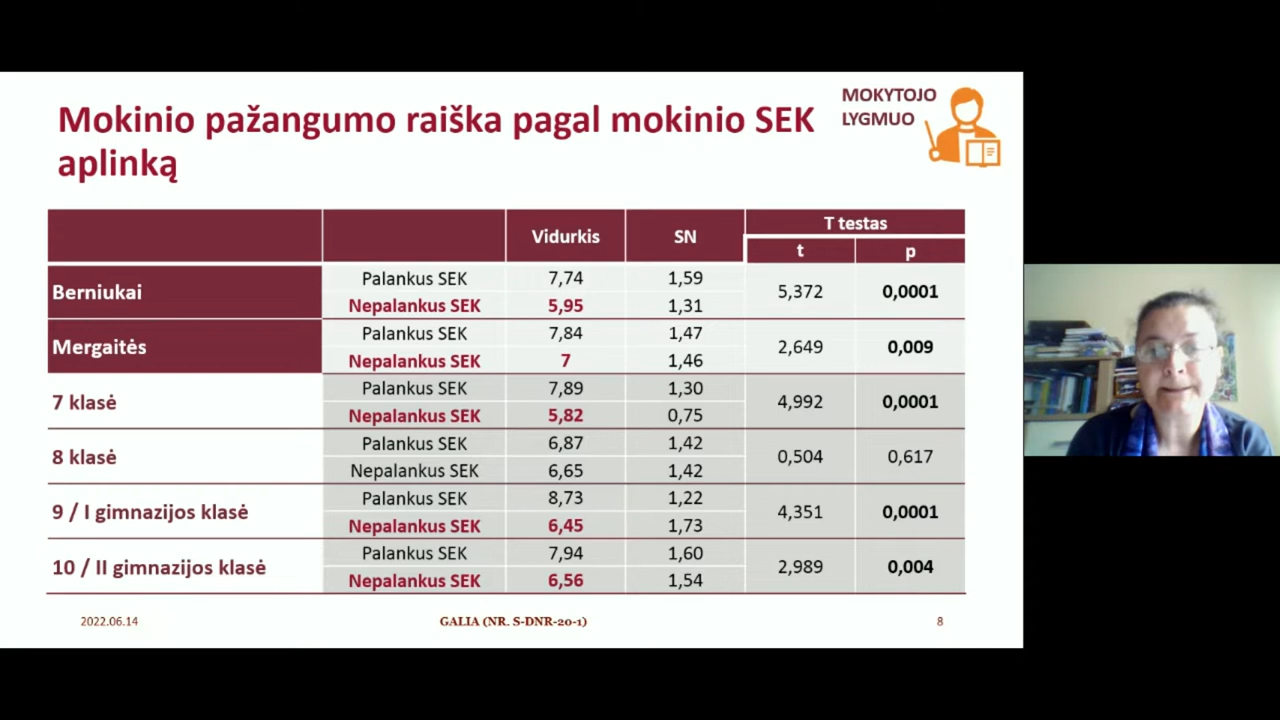 Mokinio pažangumo raiška pagal mokinio SEK
aplinką
MOKYTOJO
LYGMUO
Vidurkis SN T testas
t p
Berniukai Palankus SEK 7,74 1,59 5,372 0,0001
Nepalankus SEK 5,95 1,31
Mergaitės Palankus SEK 7,84 1,47 2,649 0,009
Nepalankus SEK 7 1,46
7 klasė Palankus SEK 7,89 1,30 4,992 0,0001
Nepalankus SEK 5,82 0,75
8 klasė Palankus SEK 6,87 1,42 0,504 0,617
Nepalankus SEK 6,65 1,42
9 / I gimnazijos klasė Palankus SEK 8,73 1,22 4,351 0,0001
Nepalankus SEK 6,45 1,73
10 / II gimnazijos klasė Palankus SEK 7,94 1,60 2,989 0,004
Nepalankus SEK 6,56 1,54
2022.06.14 GALIA (NR. S-DNR-20-1) 8